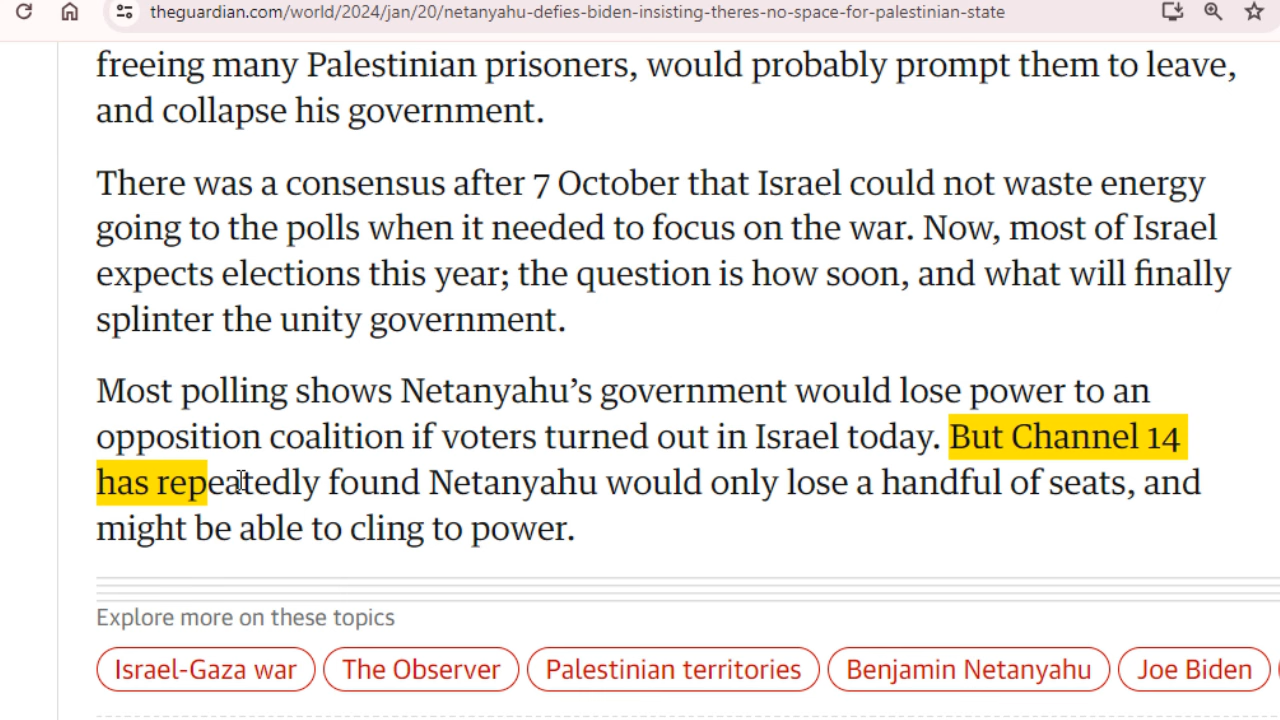 theguardian.com/world/2024/jan/20/netanyahu-defies-biden-insisting-theres-no-space-for-palestinian-state
freeing many Palestinian prisoners, would probably prompt them to leave,
and collapse his government.
There was a consensus after 7 October that Israel could not waste energy
going to the polls when it needed to focus on the war. Now, most of Israel
expects elections this year; the question is how soon, and what will finally
splinter the unity government.
Most polling shows Netanyahu’s government would lose power to an
opposition coalition if voters turned out in Israel today. But Channel 14
has repeatedly found Netanyahu would only lose a handful of seats, and
might be able to cling to power.
Explore more on these topics
Israel-Gaza war The Observer Palestinian territories Benjamin Netanyahu Joe Biden